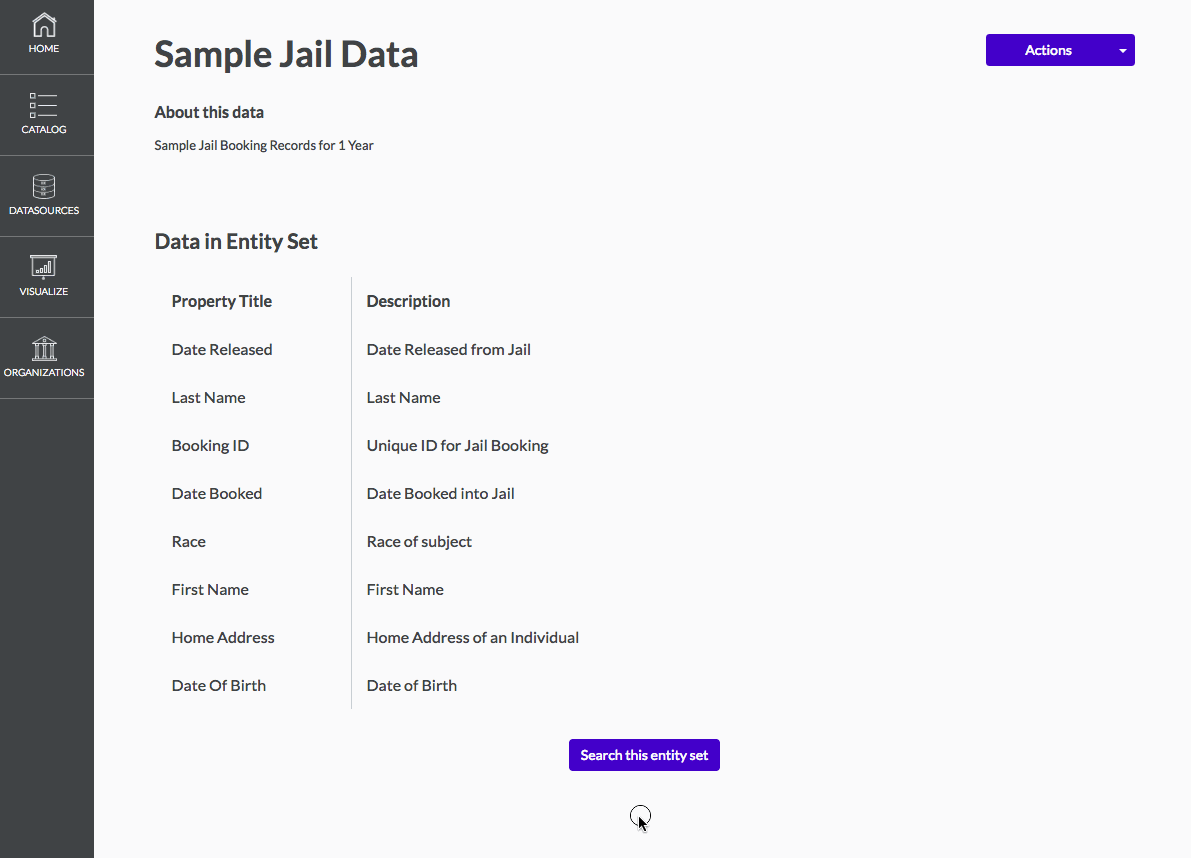 HOME
CATALOG
DATASOURCES
VISUALIZE
ORGANIZATIONS
Sample Jail Data
Actions
About this data
Sample Jail Booking Records for 1 Year
Data in Entity Set
Property Title Description
Date Released Date Released from Jail
Last Name Last Name
Booking ID Unique ID for Jail Booking
Date Booked Date Booked into Jail
Race Race of subject
First Name First Name
Home Address Home Address of an Individual
Date Of Birth Date of Birth
Search this entity set